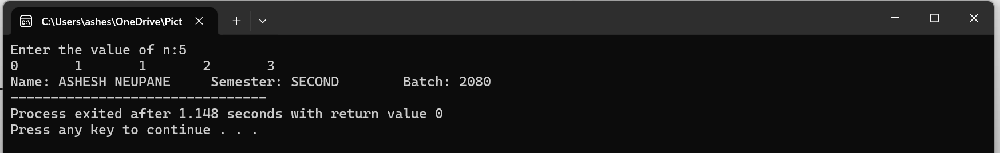 C:\Users\ashes\OneDrive\Pict
Enter the value of n:5
0	1	1	2	3
Name: ASHESH NEUPANE	Semester: SECOND	Batch: 2080
--------------------------------
Process exited after 1.148 seconds with return value 0
Press any key to continue . . .